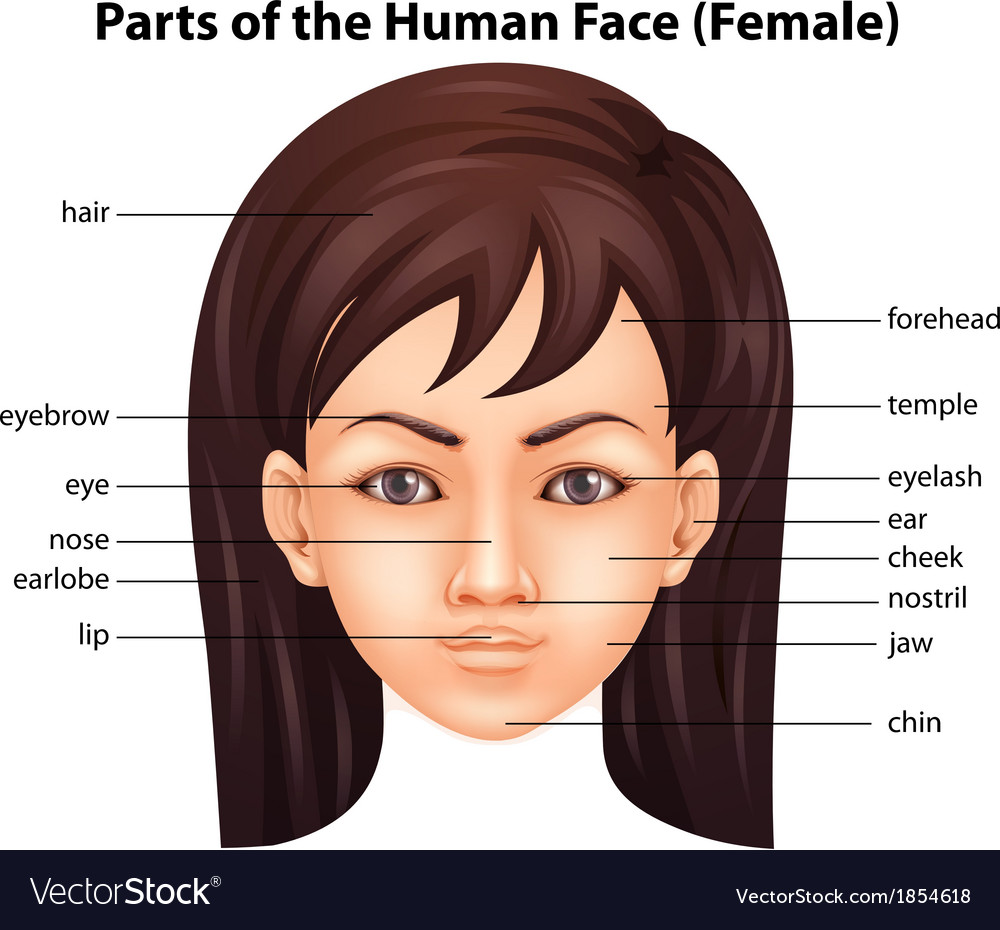 Parts of the Human Face (Female)
hair
forehead
temple
eyebrow
eyelash
eye
ear
nose
cheek
earlobe
nostril
lip
jaw
chin
VectorStock®
VectorStock.com/1854618